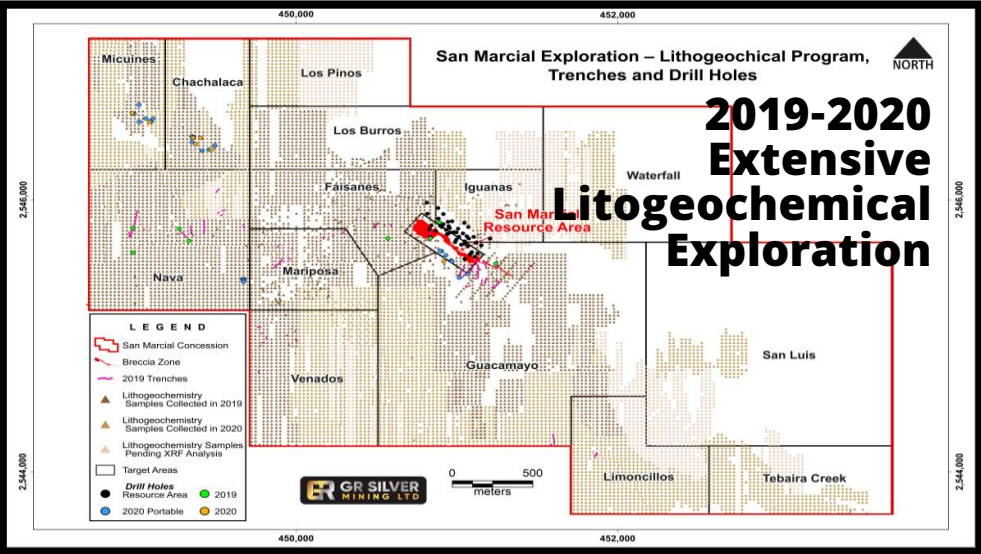 450,000
452,000
San Marcial Exploration – Lithogeochical Program,
Trenches and Drill Holes
NORTH
2019-2020
Extensive
Litogeochemical
Exploration
Micuines
Chachalaca
Los Pinos
Los Burros
Waterfall
Faisanes
Iguanas
2,546,000
2,546,000
San Marcial
Resource Area
Nava
Mariposa
Guacamayo
San Luis
Venados
Limoncillos
Tebaira Creek
2,544,000
2,544,000
LEGEND
San Marcial Concession
Breccia Zone
2019 Trenches
Lithogeochemistry
Samples Collected in 2019
Lithogeochemistry
Samples Collected in 2020
Lithogeochemistry Samples
Pending XRF Analysis
Target Areas
Drill Holes
Resource Area
2019
2020 Portable
2020
GR SILVER
MINING LTD
0 500
meters
450,000
452,000